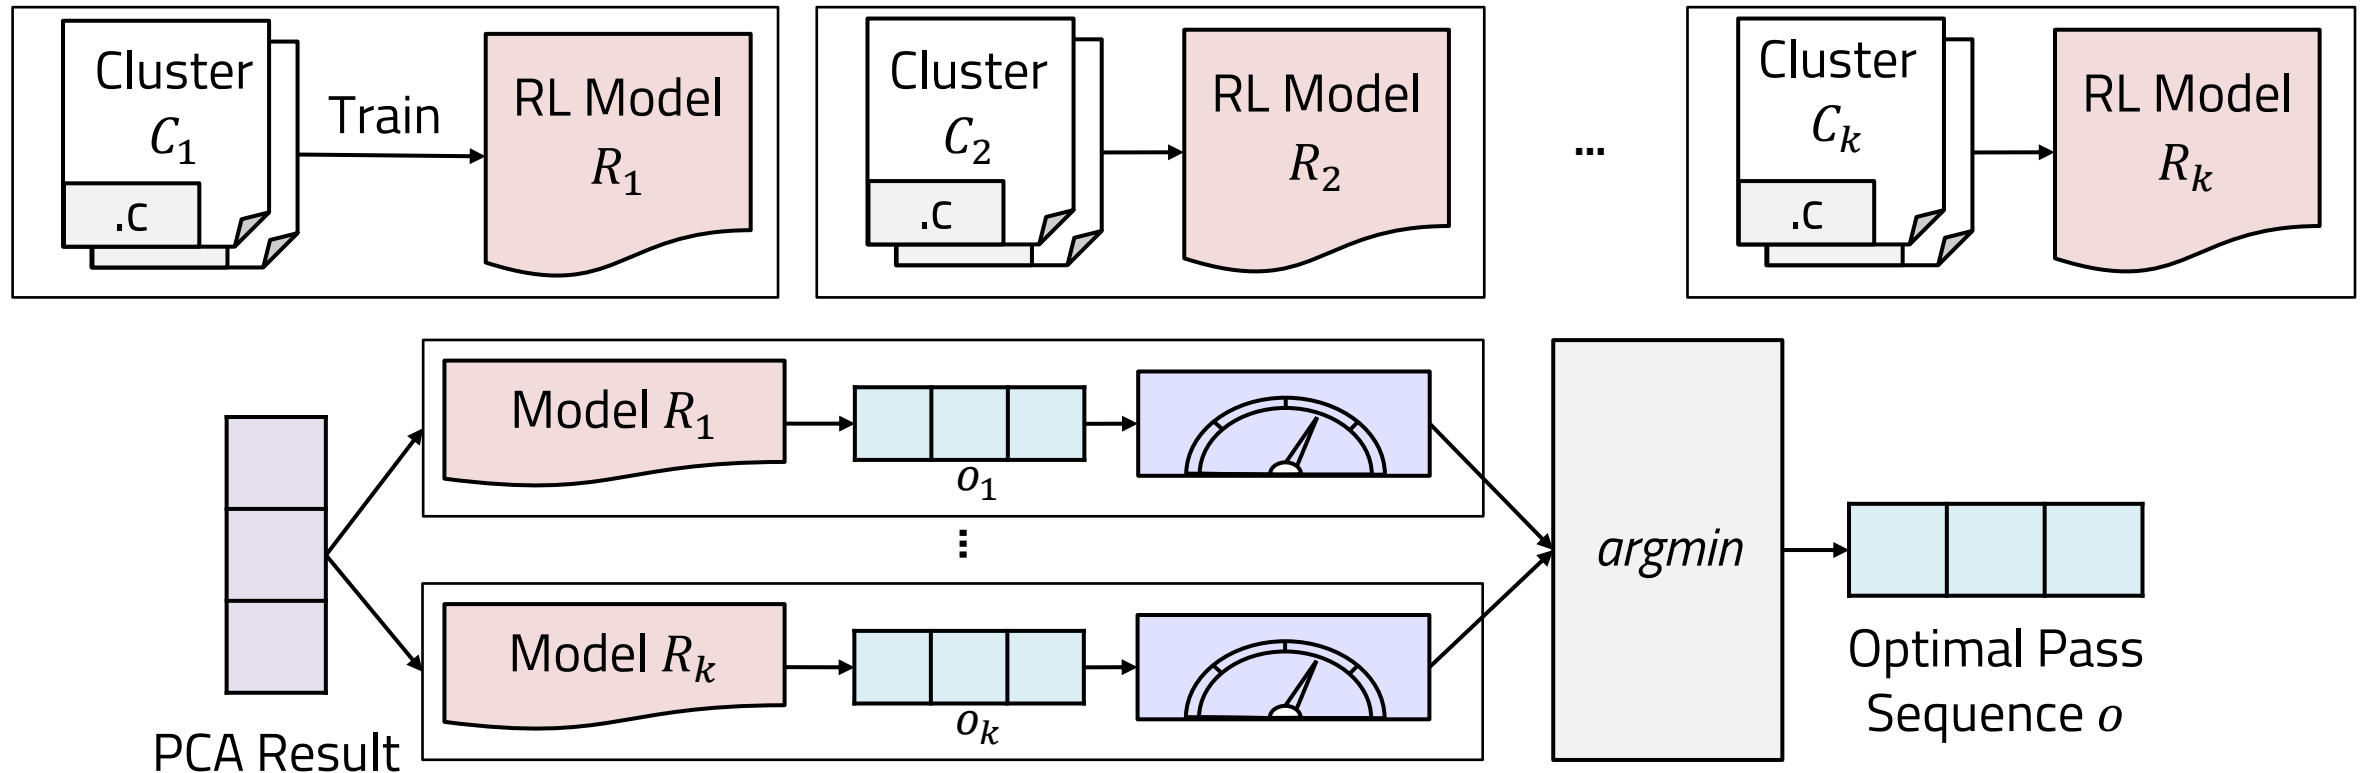 Cluster
C₁
.c
Train
RL Model
R₁
Cluster
C₂
.c
RL Model
R₂
...
Cluster
Cₖ
.c
RL Model
Rₖ
PCA Result
Model R₁
o₁
...
Model Rₖ
oₖ
argmin
Optimal Pass
Sequence o